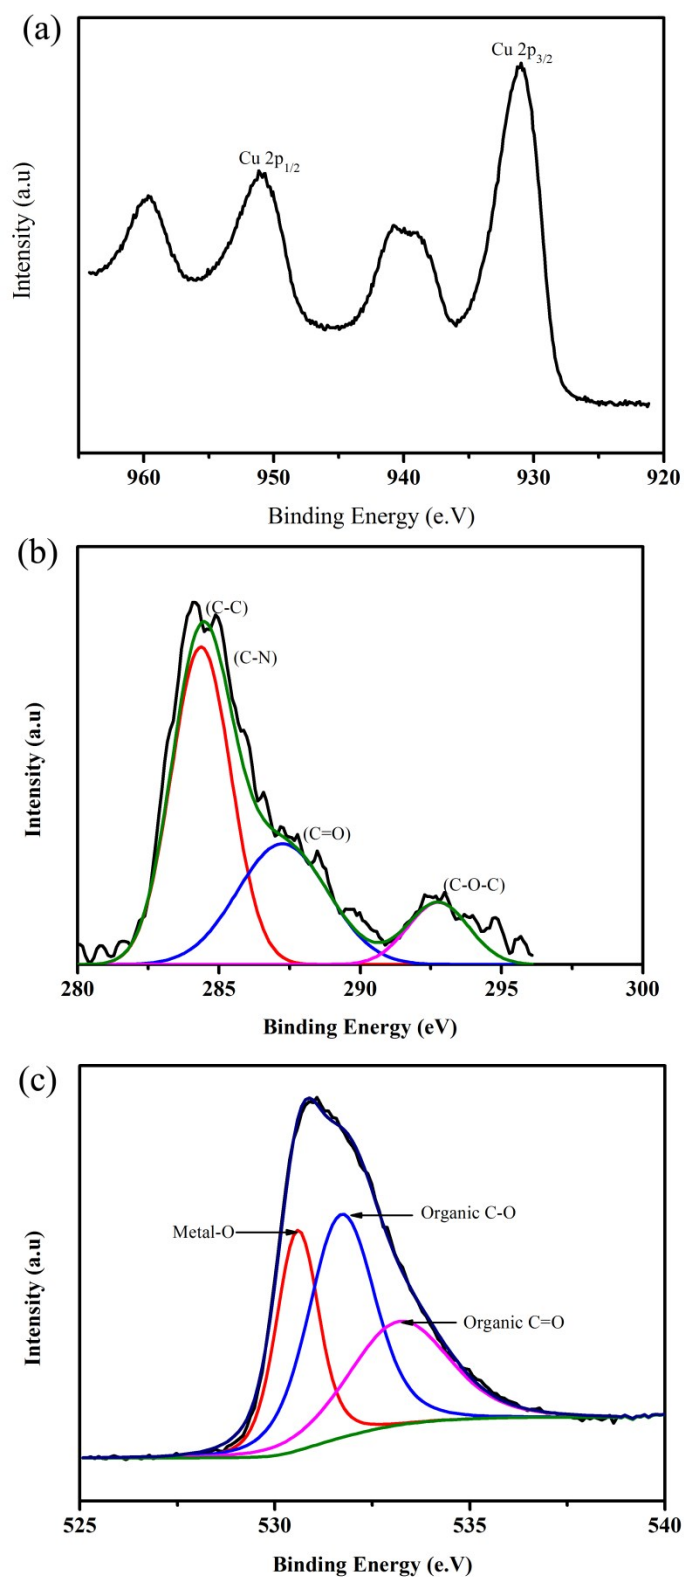 (a)
Cu 2p3/2
Cu 2p1/2
Intensity (a.u)
960 950 940 930 920
Binding Energy (e.V)
(b)
(C-C)
(C-N)
(C=O)
(C-O-C)
Intensity (a.u)
280 285 290 295 300
Binding Energy (eV)
(c)
Metal-O
Organic C-O
Organic C=O
Intensity (a.u)
525 530 535 540
Binding Energy (e.V)